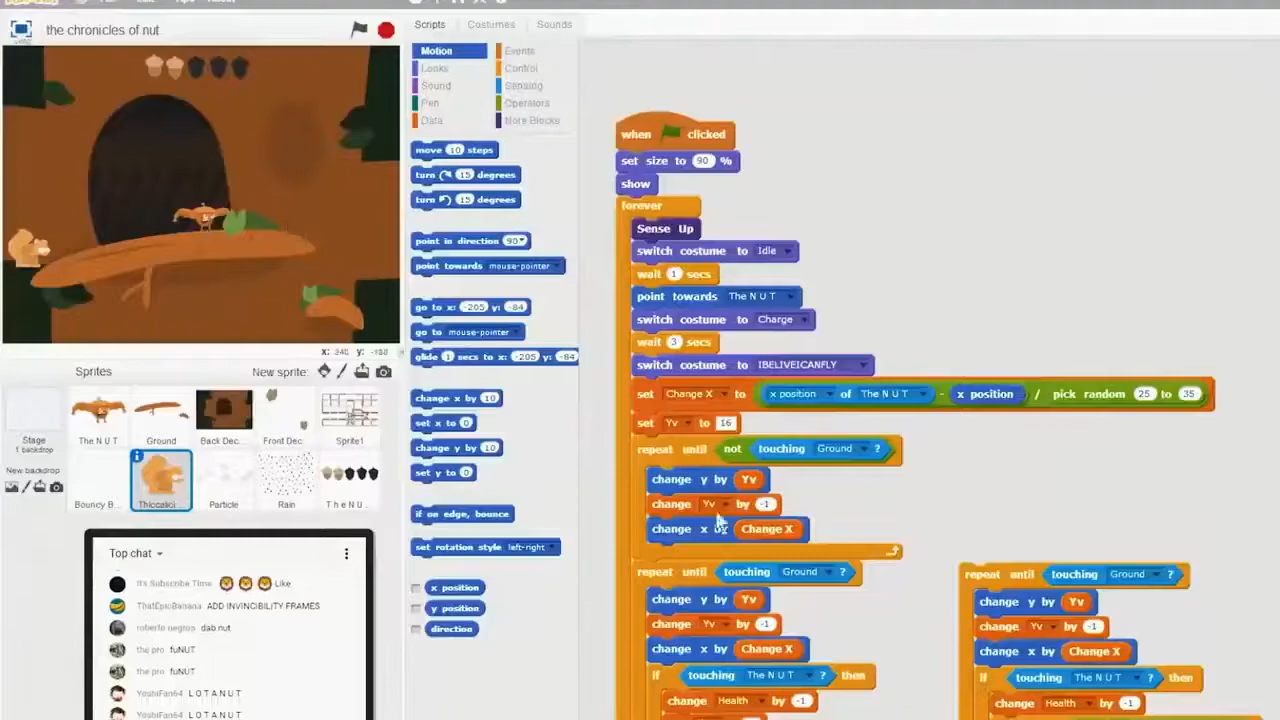 the chronicles of nut
Scripts Costumes Sounds
Motion Events
Looks Control
Sound Sensing
Pen Operators
Data More Blocks
move 10 steps
turn 15 degrees
turn 15 degrees
point in direction 90
point towards mouse-pointer
go to x: -205 y: -84
go to mouse-pointer
glide 1 secs to x: -205 y: -84
change x by 10
set x to 0
change y by 10
set y to 0
if on edge, bounce
set rotation style left-right
x position
y position
direction
x: 240 y: -180
Sprites New sprite:
Stage
1 backdrop
New backdrop
The N U T
Ground
Back Dec...
Front Dec...
Sprite1
Bouncy B...
Thiccolici...
Particle
Rain
T h e N U...
Top chat
It's Subscribe Time Like
ThatEpicBanana ADD INVINCIBILITY FRAMES
roberto negros dab.nut
the pro fuNUT
the pro fuNUT
YoshiFan64 L O T A N U T
YoshiFan64 L O T A N U T
when clicked
set size to 90 %
show
forever
Sense Up
switch costume to Idle
wait 1 secs
point towards The N U T
switch costume to Charge
wait 3 secs
switch costume to IBELIVEICANFLY
set Change X to x position of The N U T - x position / pick random 25 to 35
set Yv to 16
repeat until not touching Ground ?
change y by Yv
change Yv by -1
change x by Change X
repeat until touching Ground ?
change y by Yv
change Yv by -1
change x by Change X
if touching The N U T ? then
change Health by -1
repeat until touching Ground ?
change y by Yv
change Yv by -1
change x by Change X
if touching The N U T ? then
change Health by -1